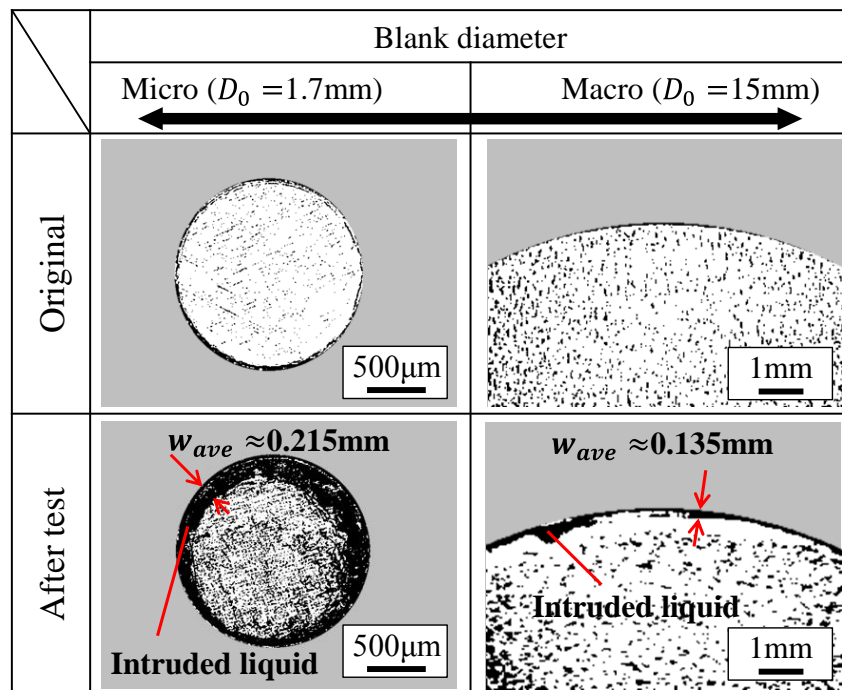 Blank diameter
Micro (𝐷₀ =1.7mm)
Macro (𝐷₀ =15mm)
Original
500μm
1mm
After test
𝒘ₐᵥₑ ≈0.215mm
Intruded liquid
500μm
𝒘ₐᵥₑ ≈0.135mm
Intruded liquid
1mm